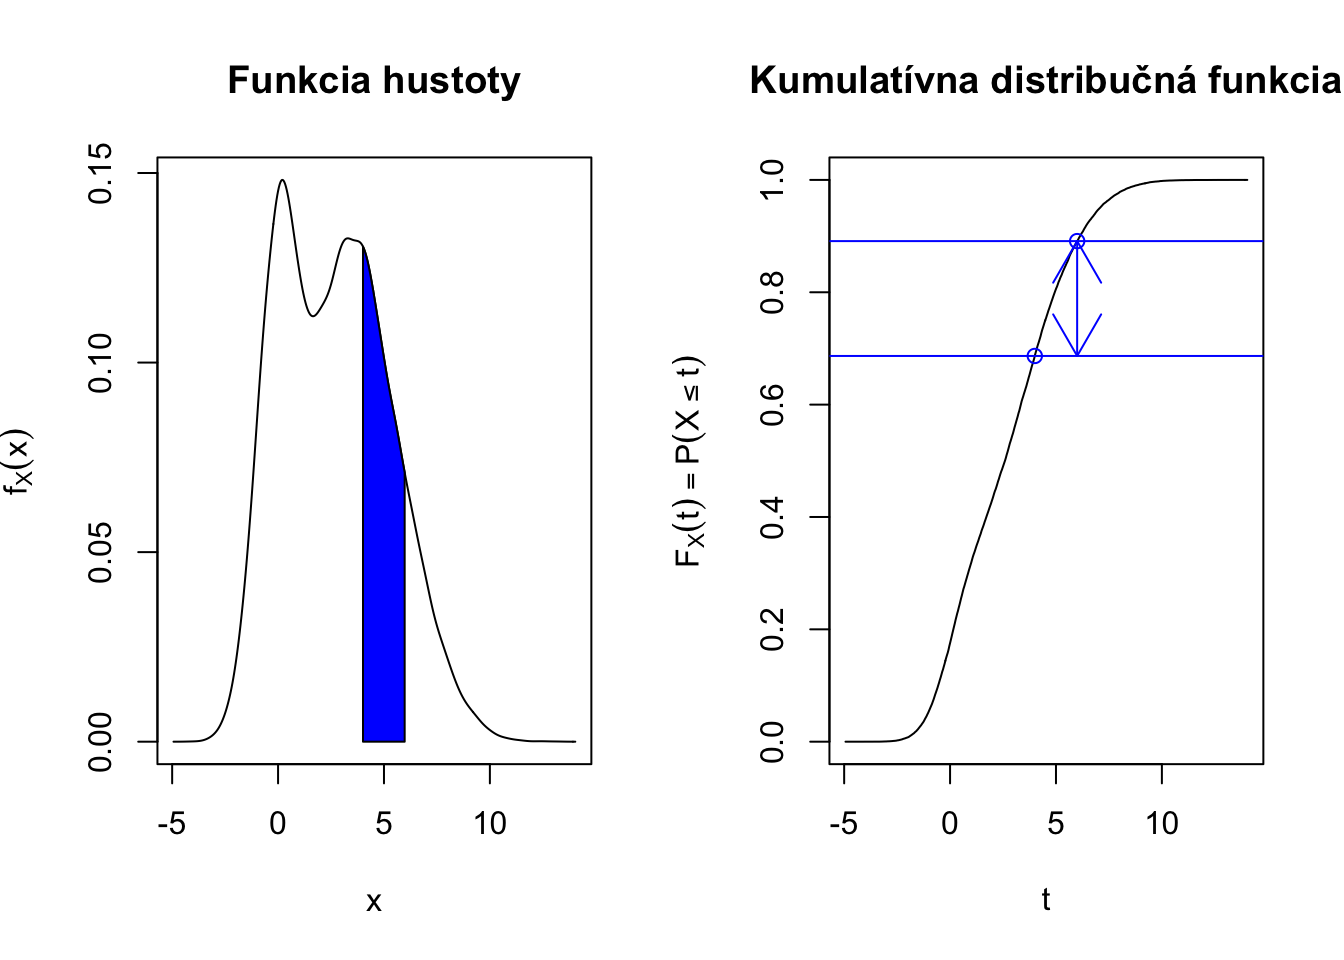 Funkcia hustoty
fX(x)
0.15
0.10
0.05
0.00
-5 0 5 10
x
Kumulatívna distribučná funkcia
FX(t) = P(X ≤ t)
1.0
0.8
0.6
0.4
0.2
0.0
-5 0 5 10
t